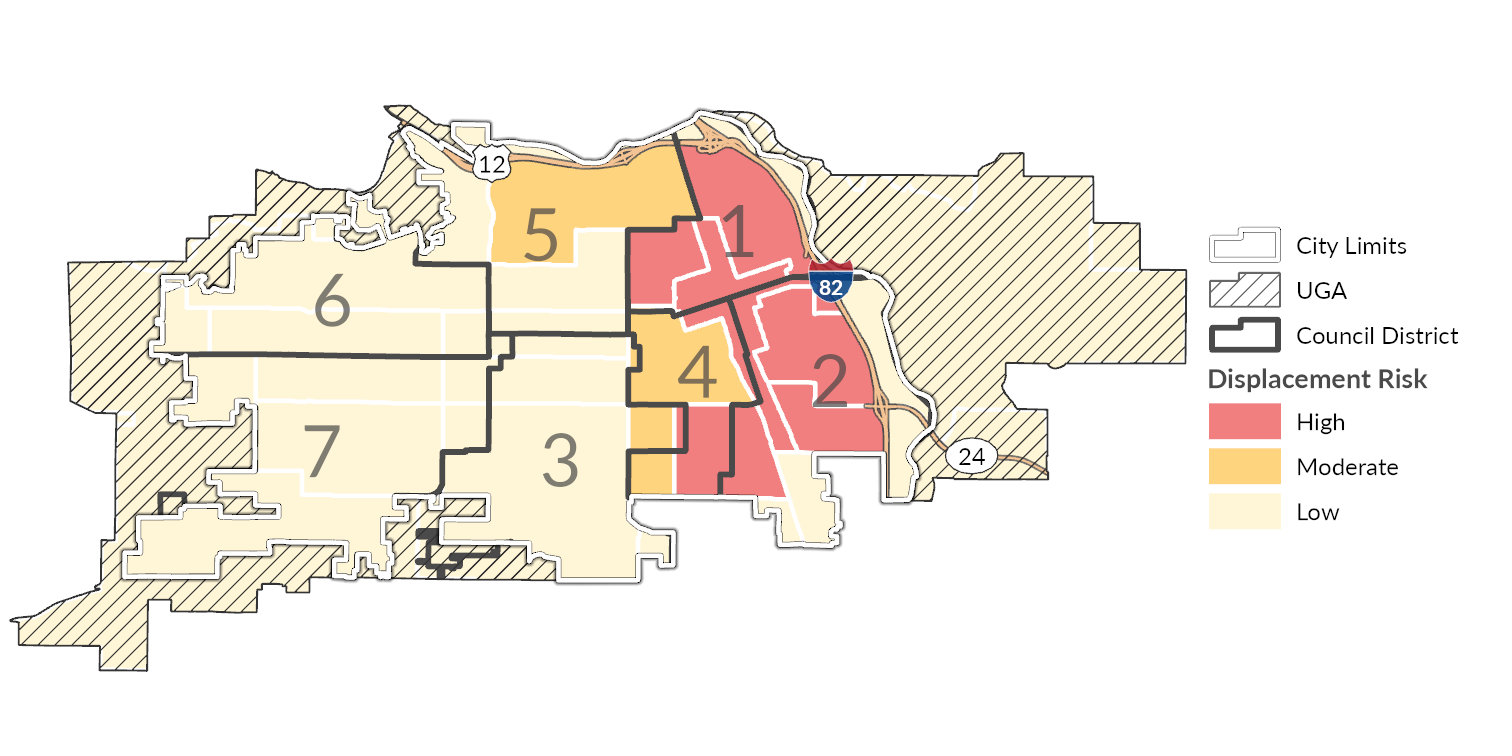 12
1
5
82
6
4
2
7
3
24
City Limits
UGA
Council District
Displacement Risk
High
Moderate
Low